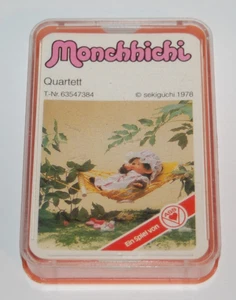 Monchhichi
Quartett
T.-Nr 63547384 © sekiguchi 1978
Ein Spiel von